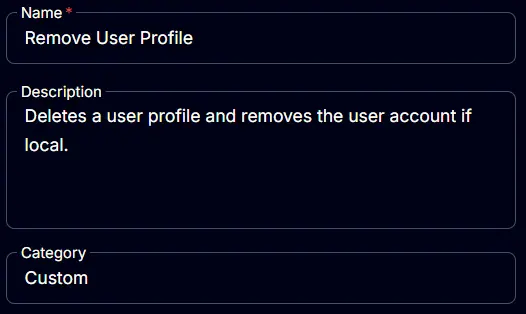 Name *
Remove User Profile
Description
Deletes a user profile and removes the user account if
local.
Category
Custom